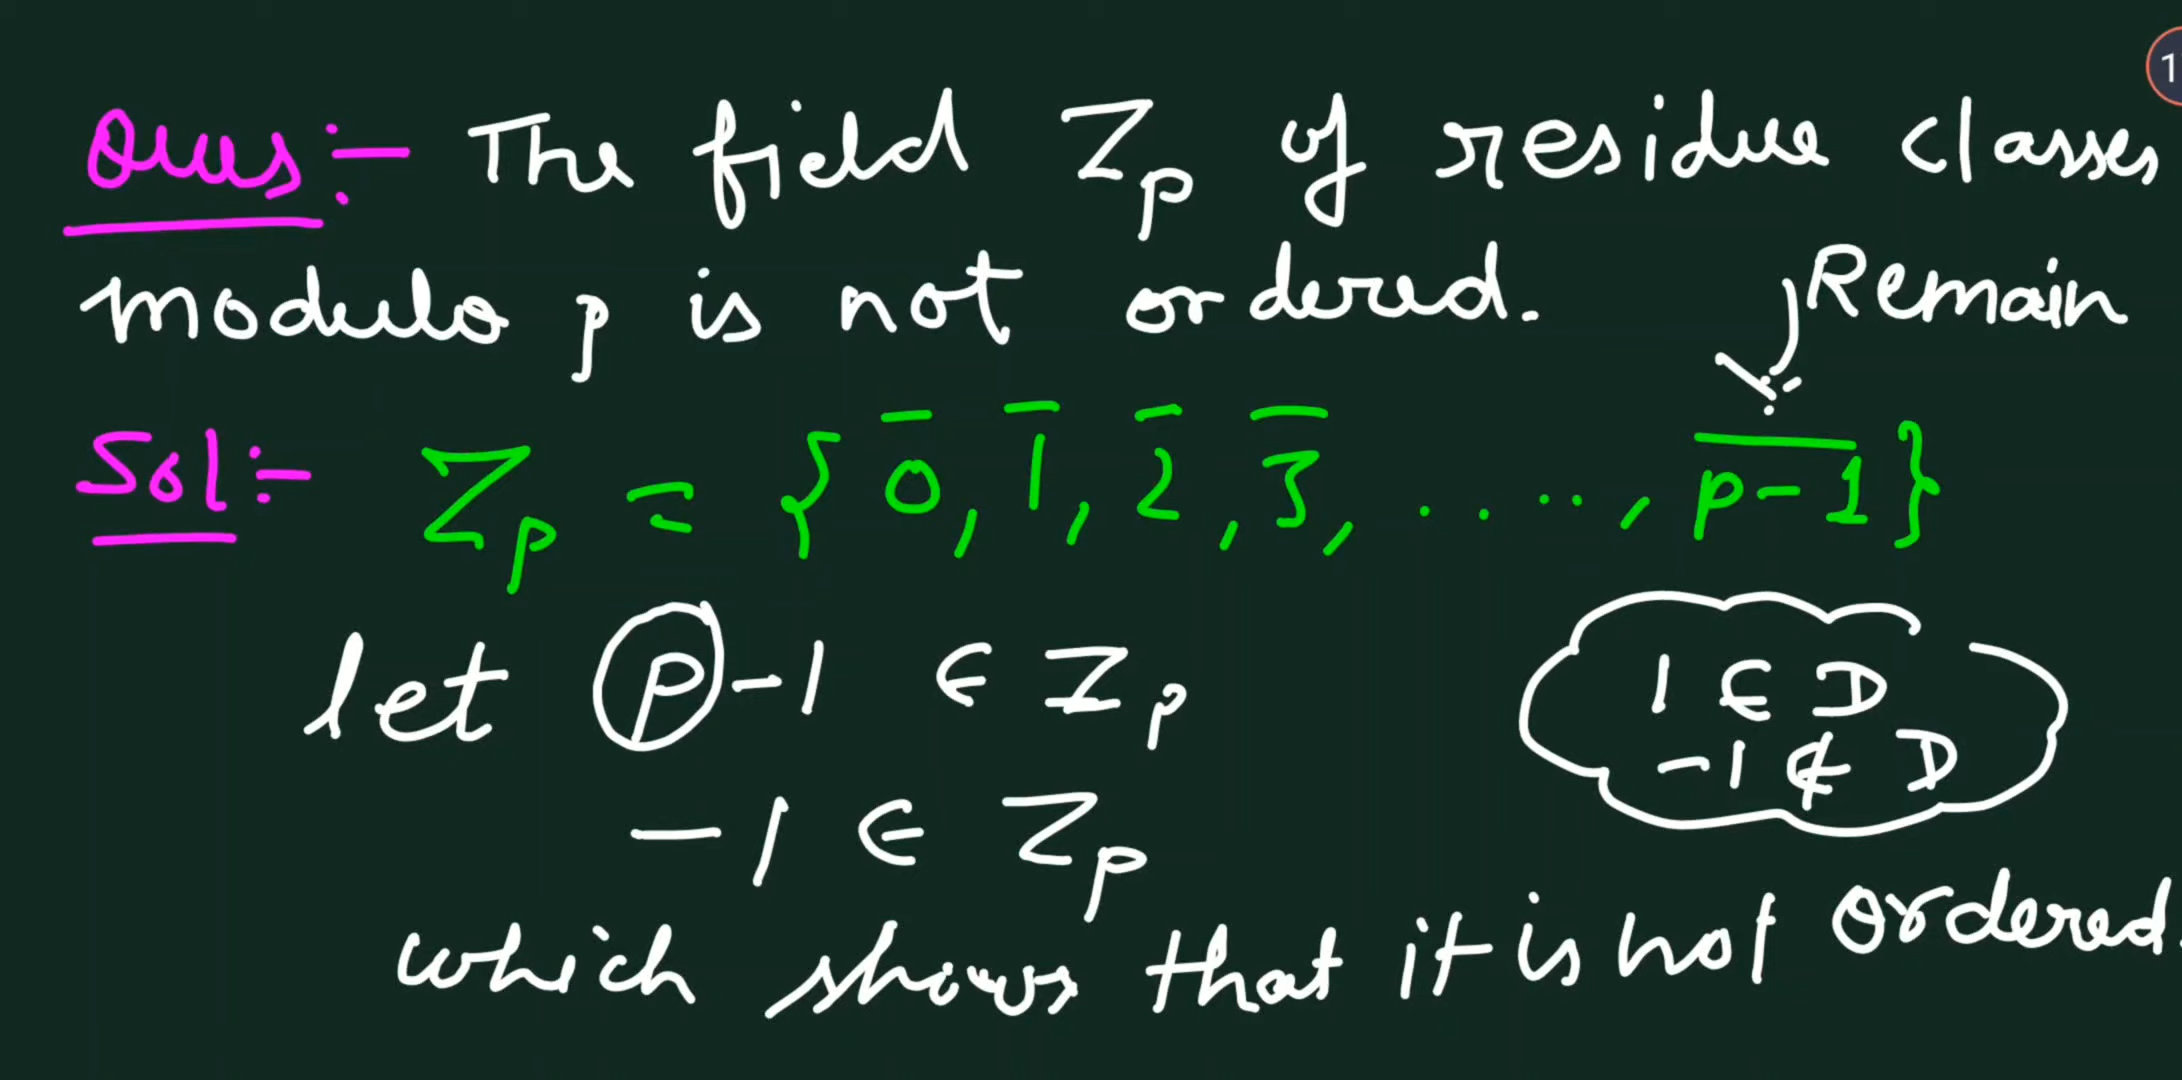 Ques:- The field Zp of residue classes
modulo p is not ordered.
Remain
Sol:- Zp = {0̅, 1̅, 2̅, 3̅, ....., p̅-̅1̅}
let p-1 ∈ Zp
1 ∈ D
-1 ∉ D
-1 ∈ Zp
which shows that it is not ordered.
1